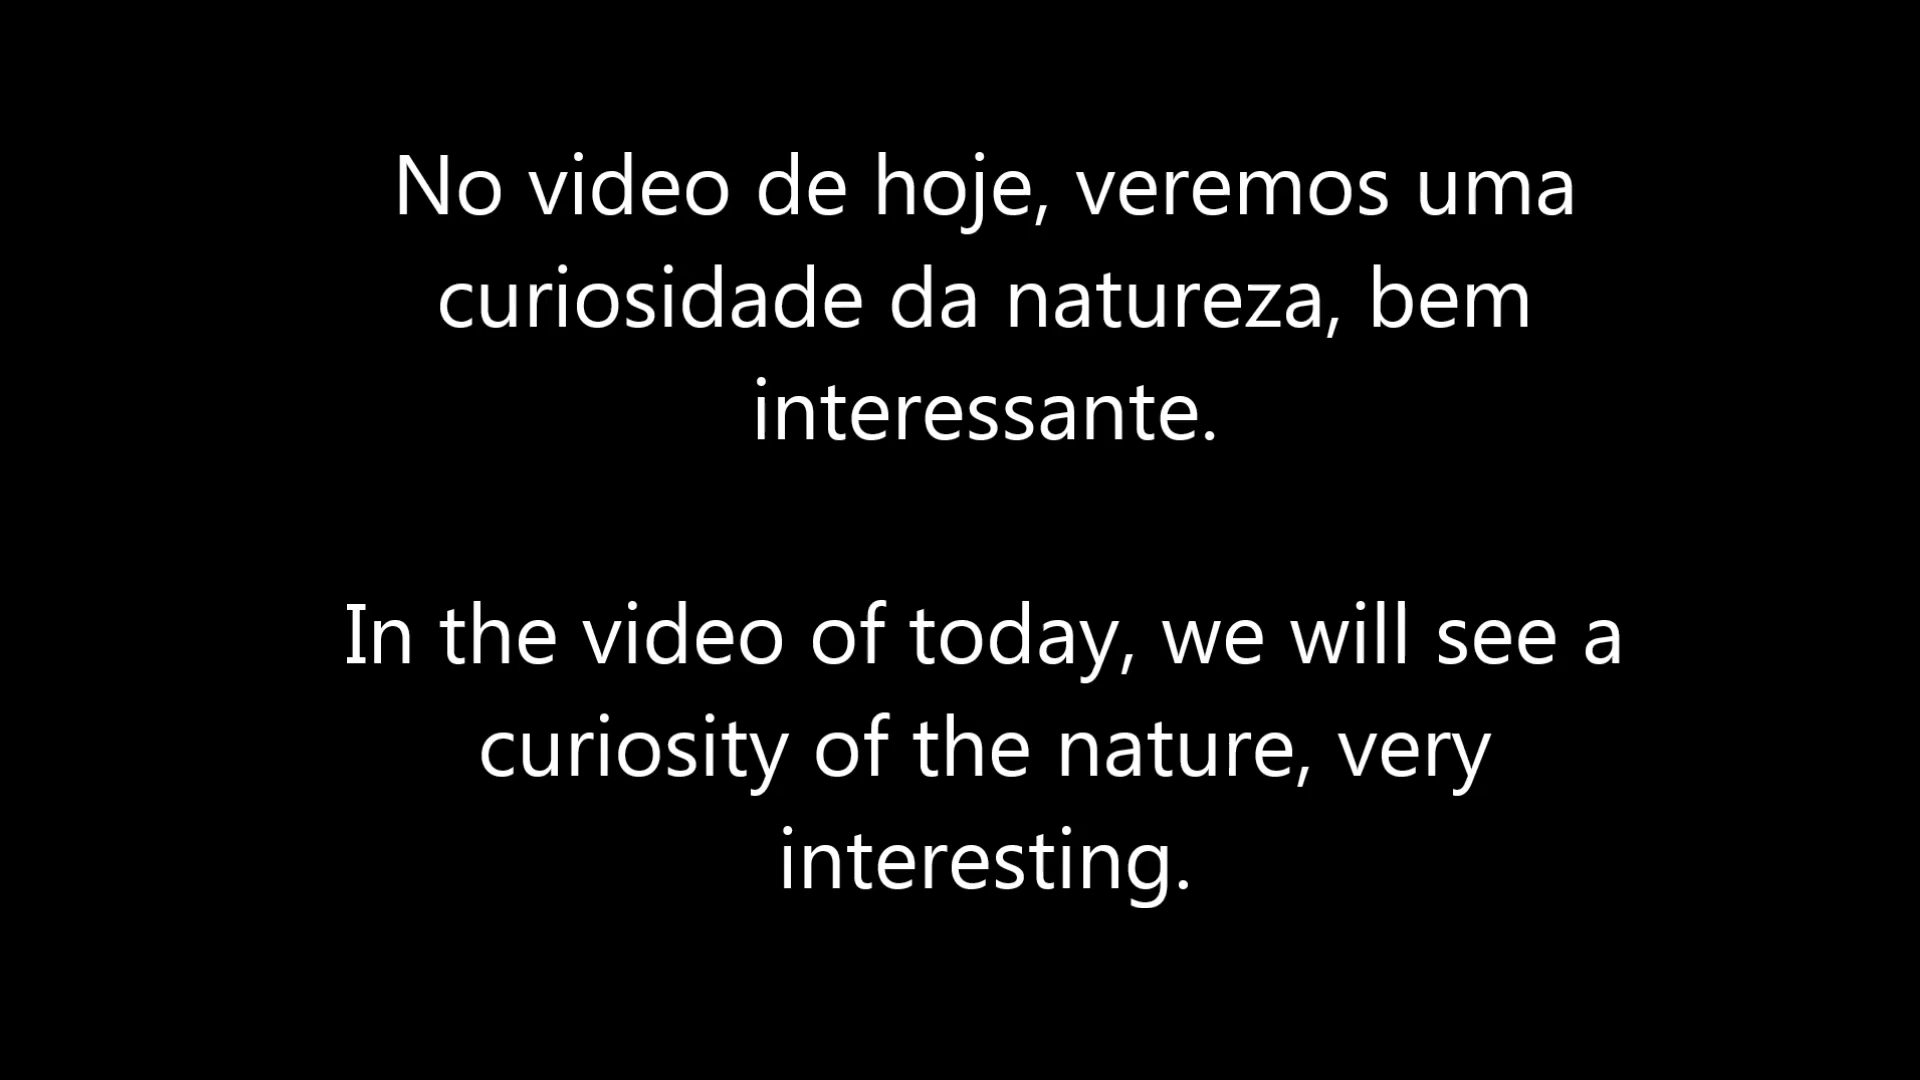 No video de hoje, veremos uma
curiosidade da natureza, bem
interessante.
In the video of today, we will see a
curiosity of the nature, very
interesting.